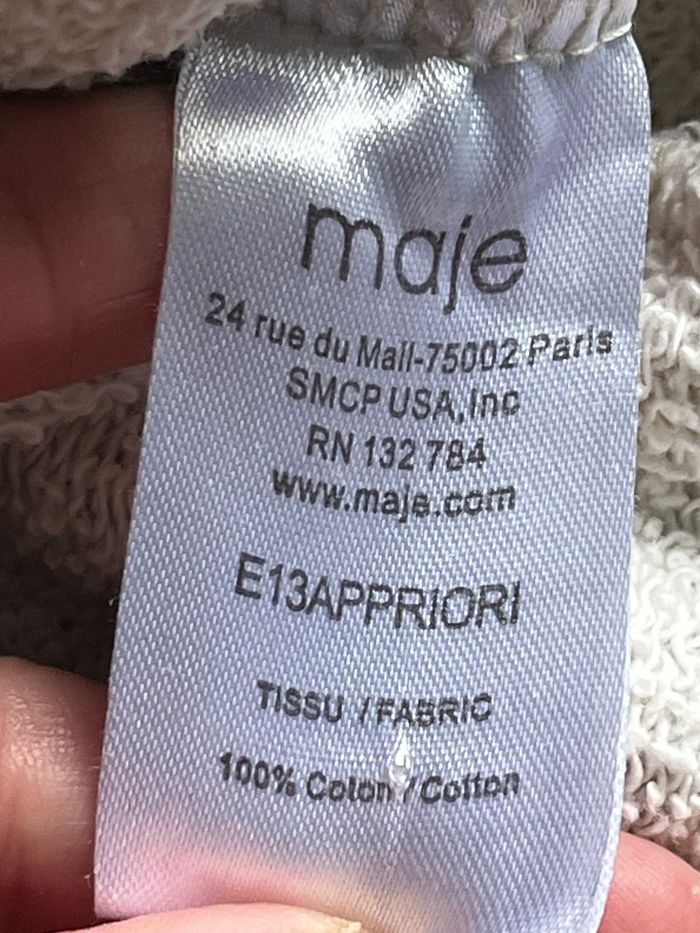 maje
24 rue du Mail-75002 Paris
SMCP USA,Inc
RN 132 784
www.maje.com
E13APPRIORI
TISSU / FABRIC
100% Coton / Cotton